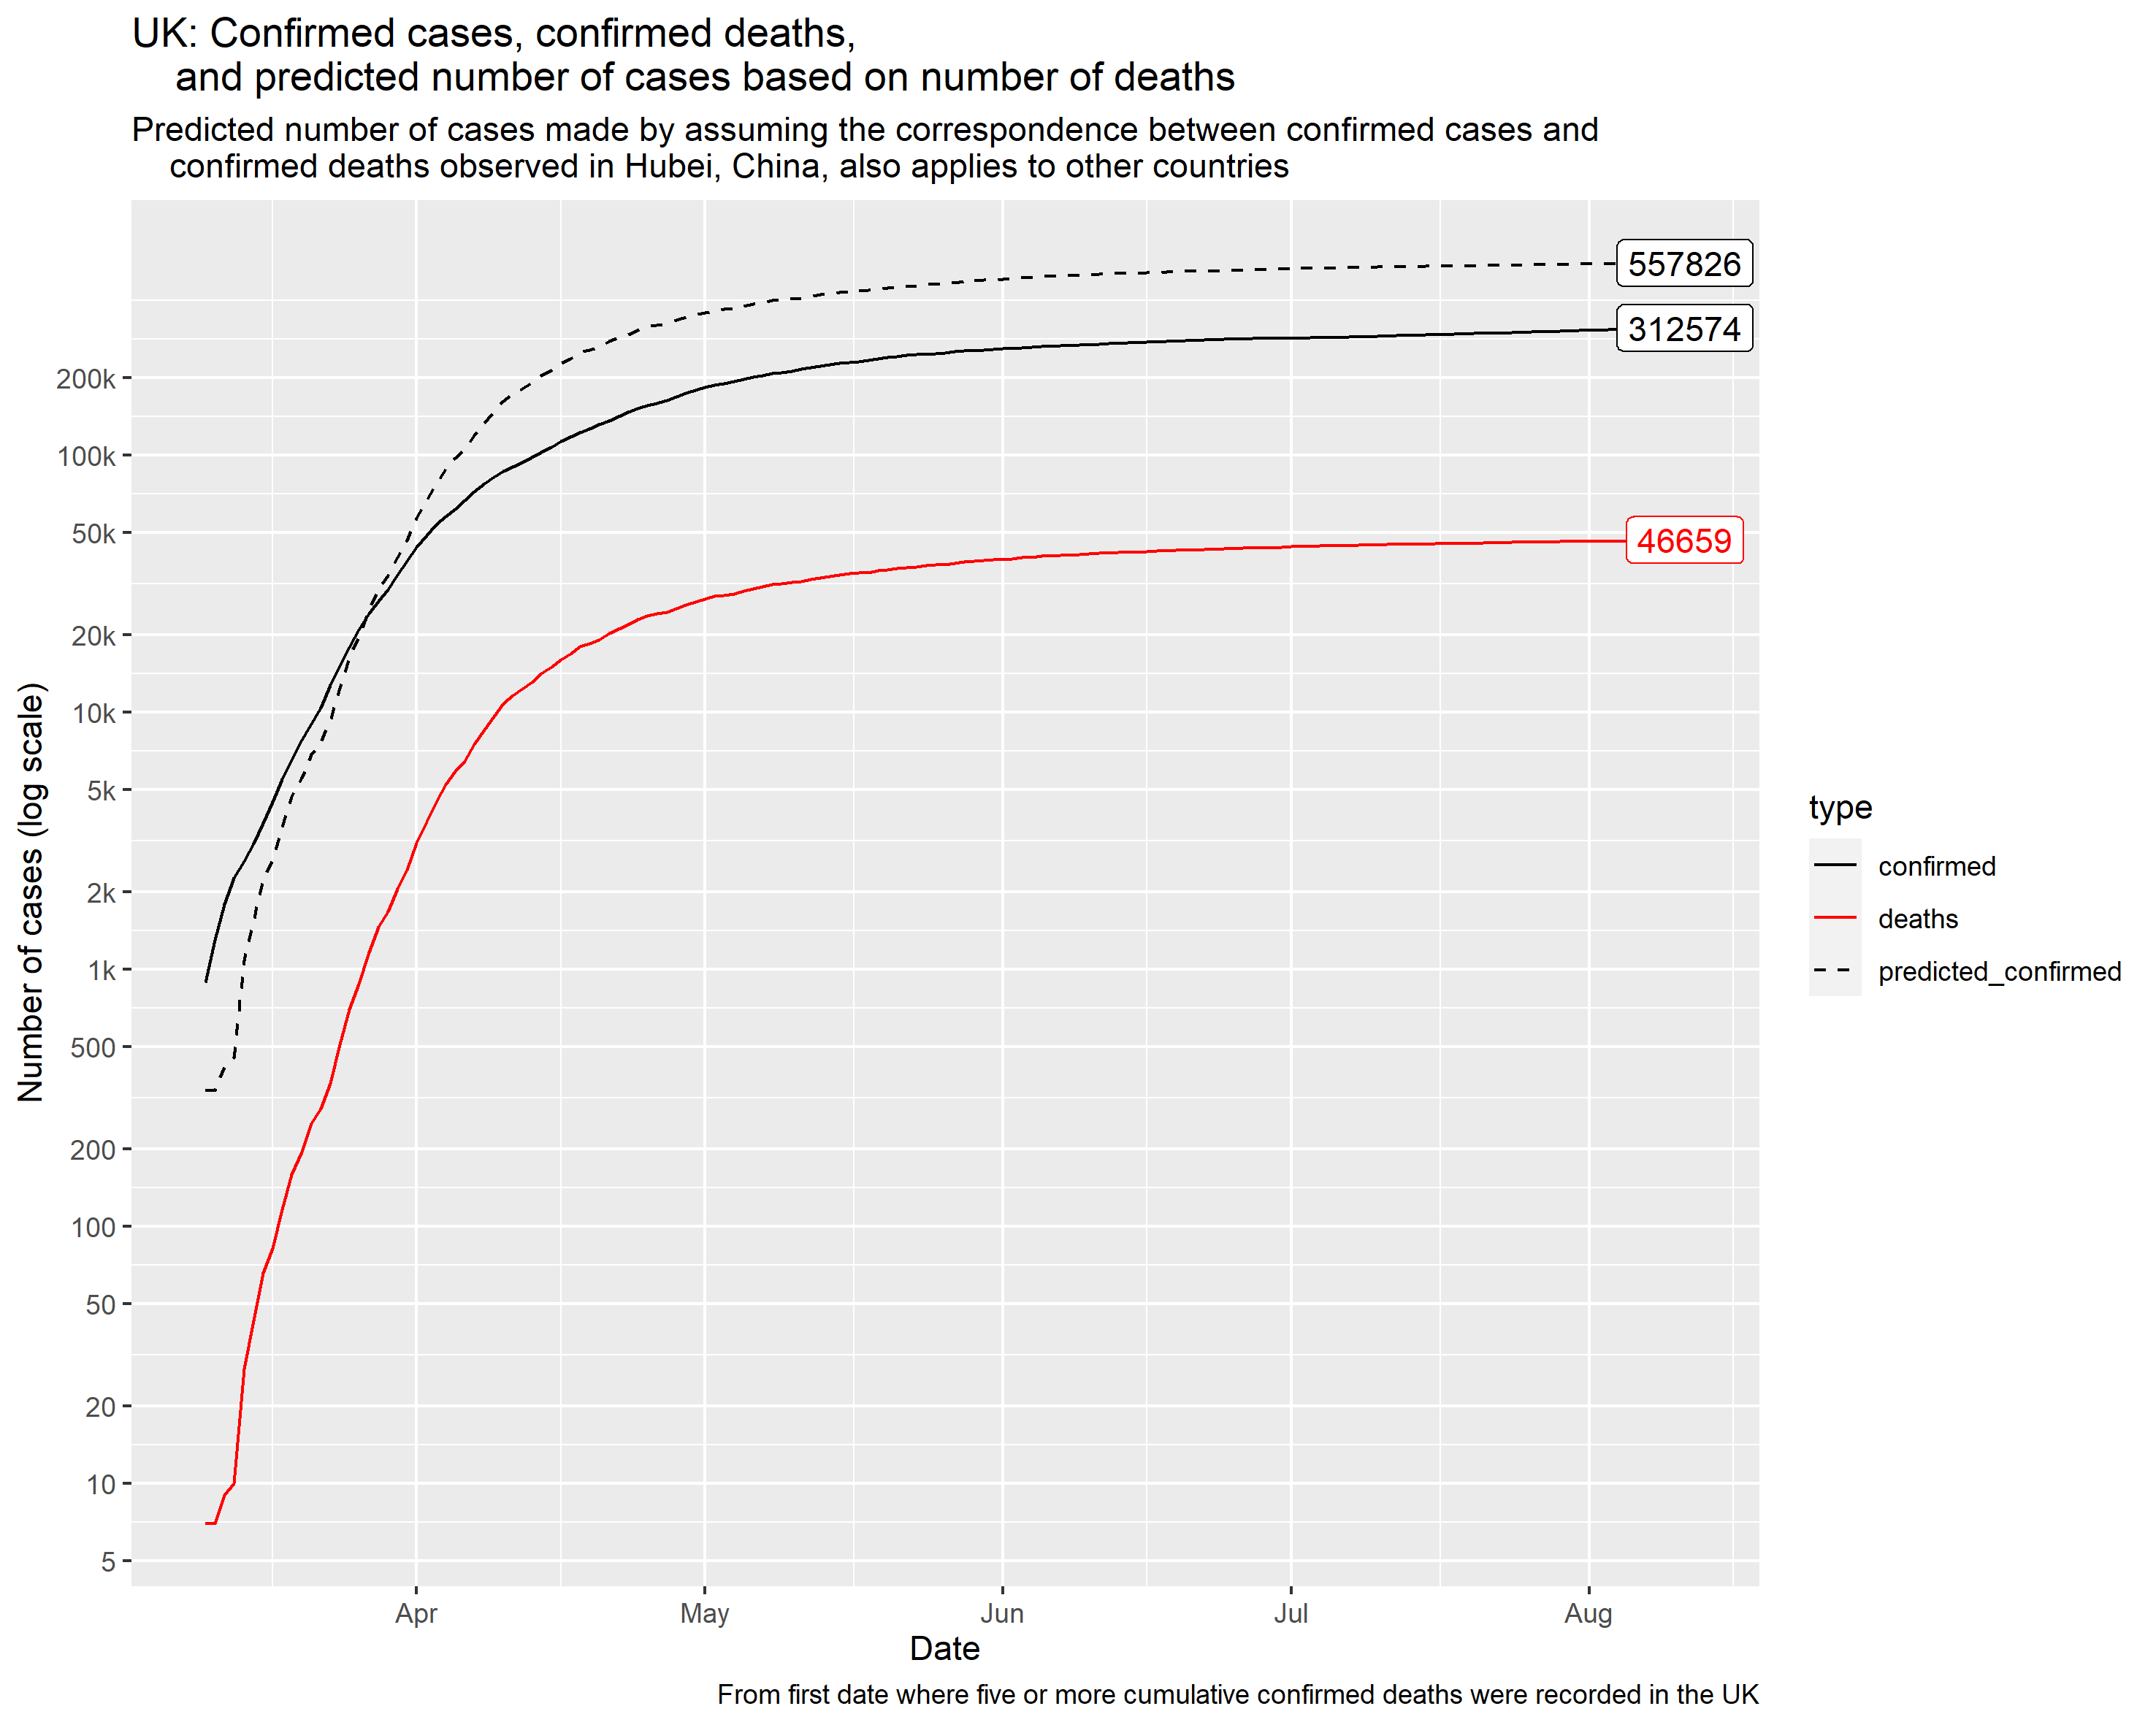 UK: Confirmed cases, confirmed deaths,
and predicted number of cases based on number of deaths
Predicted number of cases made by assuming the correspondence between confirmed cases and
confirmed deaths observed in Hubei, China, also applies to other countries
Number of cases (log scale)
200k
100k
50k
20k
10k
5k
2k
1k
500
200
100
50
20
10
5
557826
312574
46659
type
confirmed
deaths
predicted_confirmed
Apr
May
Jun
Jul
Aug
Date
From first date where five or more cumulative confirmed deaths were recorded in the UK